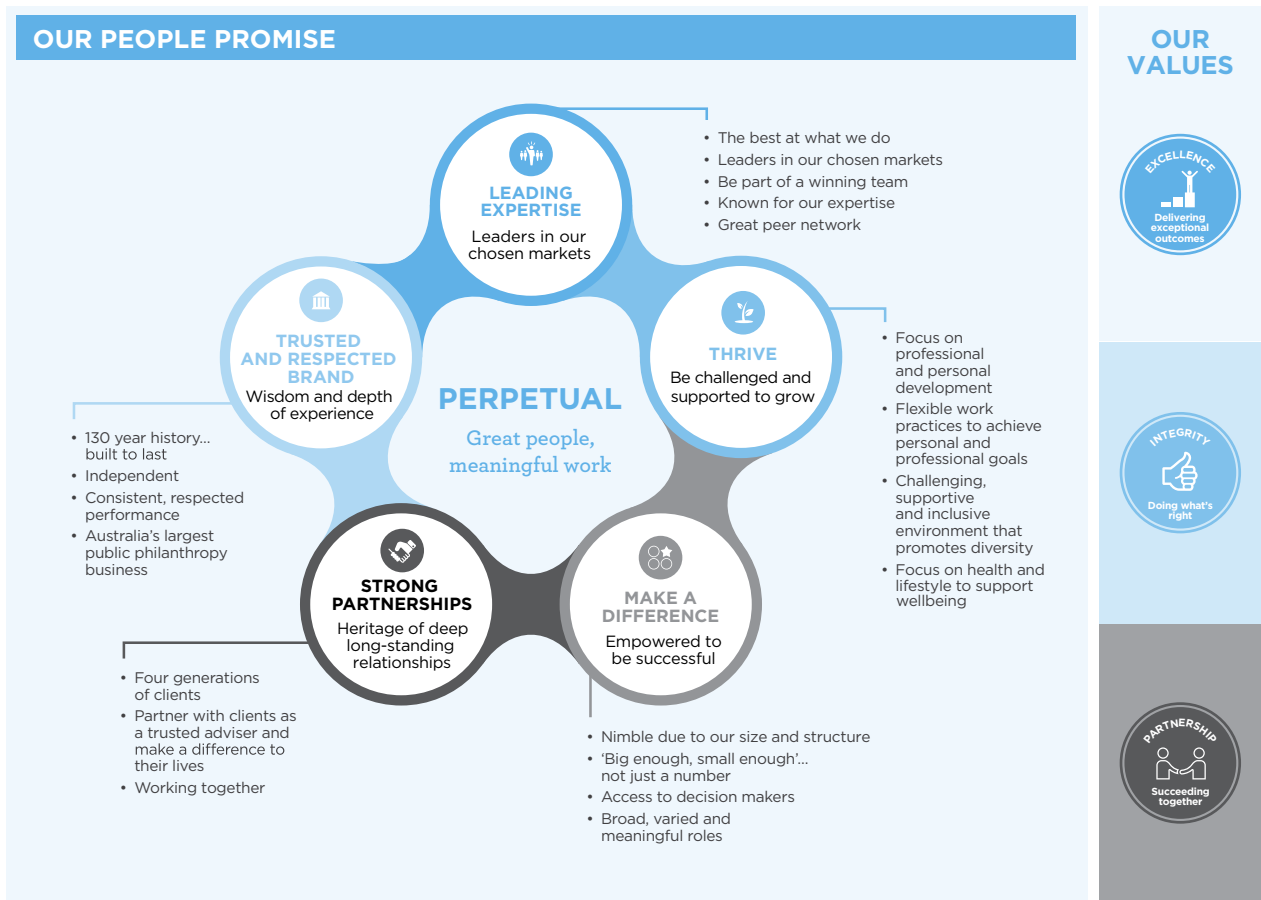 OUR PEOPLE PROMISE
LEADING
EXPERTISE
Leaders in our
chosen markets
• The best at what we do
• Leaders in our chosen markets
• Be part of a winning team
• Known for our expertise
• Great peer network
THRIVE
Be challenged and
supported to grow
• Focus on
professional
and personal
development
• Flexible work
practices to achieve
personal and
professional goals
• Challenging,
supportive
and inclusive
environment that
promotes diversity
• Focus on health and
lifestyle to support
wellbeing
TRUSTED
AND RESPECTED
BRAND
Wisdom and depth
of experience
• 130 year history...
built to last
• Independent
• Consistent, respected
performance
• Australia's largest
public philanthropy
business
PERPETUAL
Great people,
meaningful work
STRONG
PARTNERSHIPS
Heritage of deep
long-standing
relationships
• Four generations
of clients
• Partner with clients as
a trusted adviser and
make a difference to
their lives
• Working together
MAKE A
DIFFERENCE
Empowered to
be successful
• Nimble due to our size and structure
• 'Big enough, small enough'...
not just a number
• Access to decision makers
• Broad, varied and
meaningful roles
OUR
VALUES
EXCELLENCE
Delivering
exceptional
outcomes
INTEGRITY
Doing what's
right
PARTNERSHIP
Succeeding
together